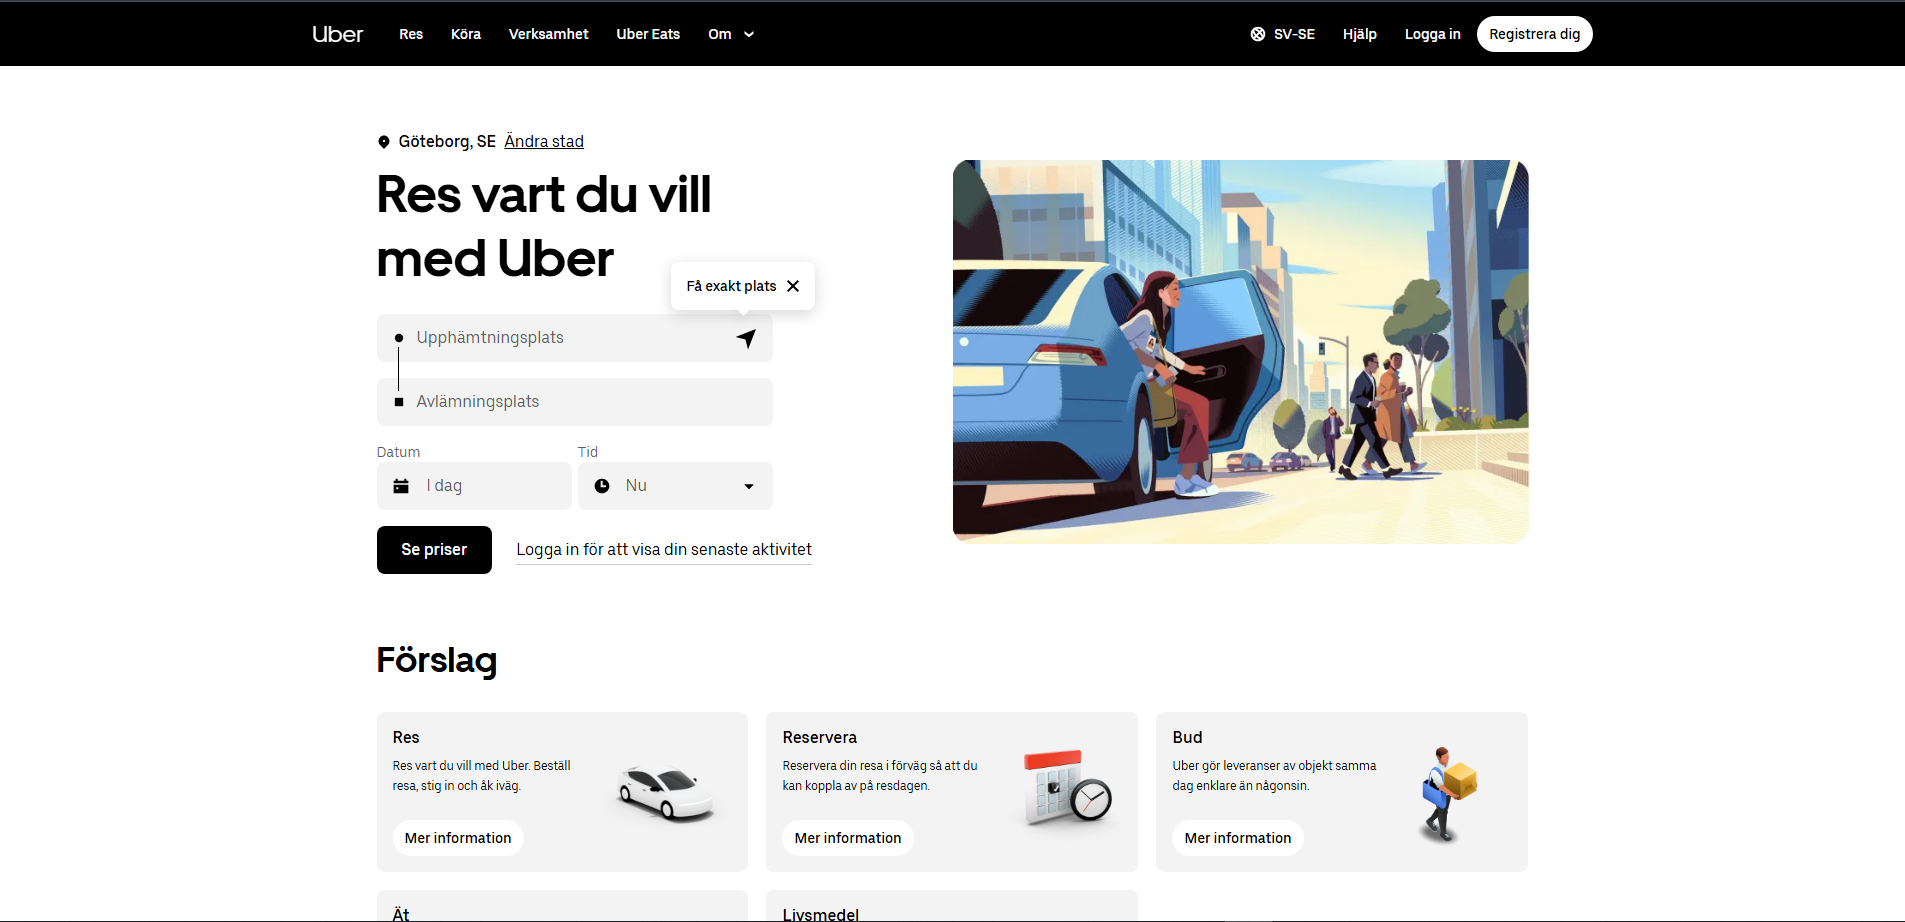 Uber Res Köra Verksamhet Uber Eats Om SV-SE Hjälp Logga in Registrera dig
Göteborg, SE Ändra stad
Res vart du vill
med Uber
Få exakt plats
Upphämtningsplats
Avlämningsplats
Datum Tid
I dag Nu
Se priser Logga in för att visa din senaste aktivitet
Förslag
Res
Res vart du vill med Uber. Beställ
resa, stig in och åk iväg.
Mer information
Reservera
Reservera din resa i förväg så att du
kan koppla av på resdagen.
Mer information
Bud
Uber gör leveranser av objekt samma
dag enklare än någonsin.
Mer information
Ät
Livsmedel